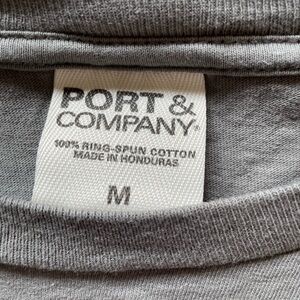 PORT &
COMPANY®
100% RING-SPUN COTTON
MADE IN HONDURAS
M